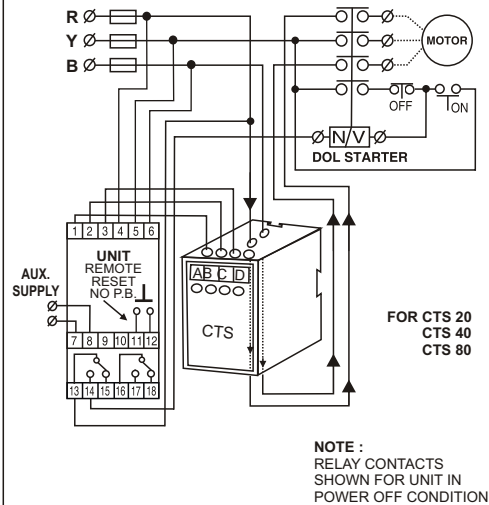 R
Y
B
MOTOR
OFF
ON
N/V
DOL STARTER
1 2 3 4 5 6
UNIT
REMOTE
RESET
NO P.B.
AUX.
SUPPLY
7 8 9 10 11 12
13 14 15 16 17 18
A B C D
CTS
FOR CTS 20
CTS 40
CTS 80
NOTE :
RELAY CONTACTS
SHOWN FOR UNIT IN
POWER OFF CONDITION